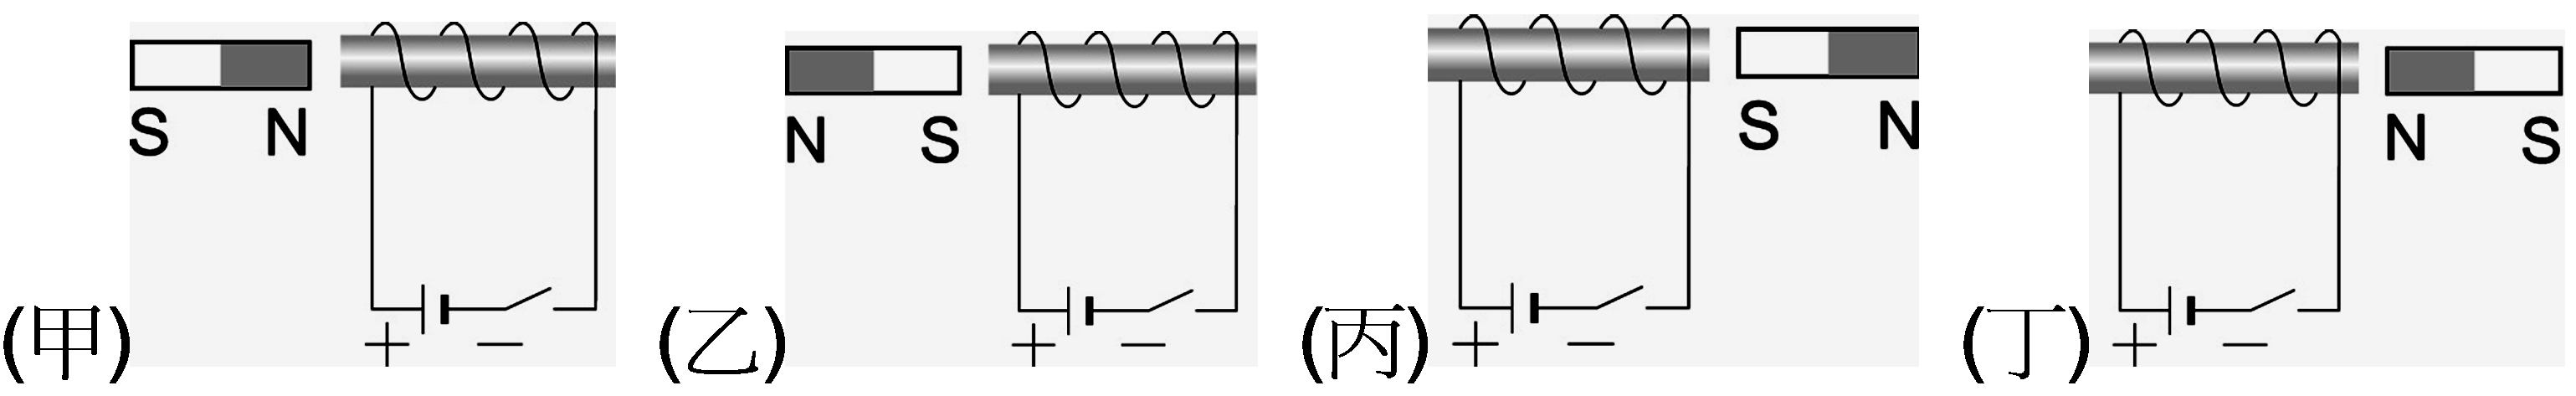 S N
N S
S N
N S
(甲) + −
(乙) + −
(丙) + −
(丁) + −